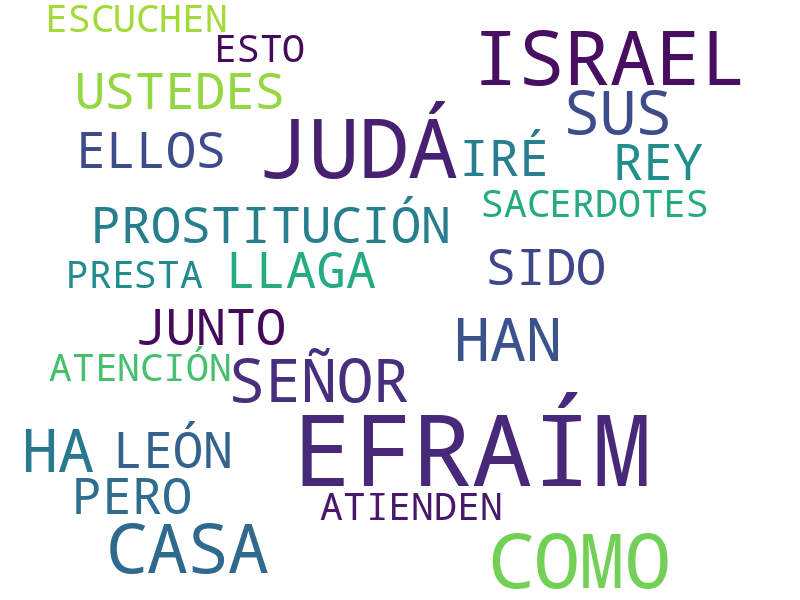 ESCUCHEN
ESTO
ISRAEL
USTEDES
SUS
ELLOS
JUDÁ
IRÉ
REY
SACERDOTES
PROSTITUCIÓN
PRESTA
LLAGA
SIDO
JUNTO
HAN
ATENCIÓN
SEÑOR
EFRAÍM
HA
LEÓN
PERO
ATIENDEN
CASA
COMO